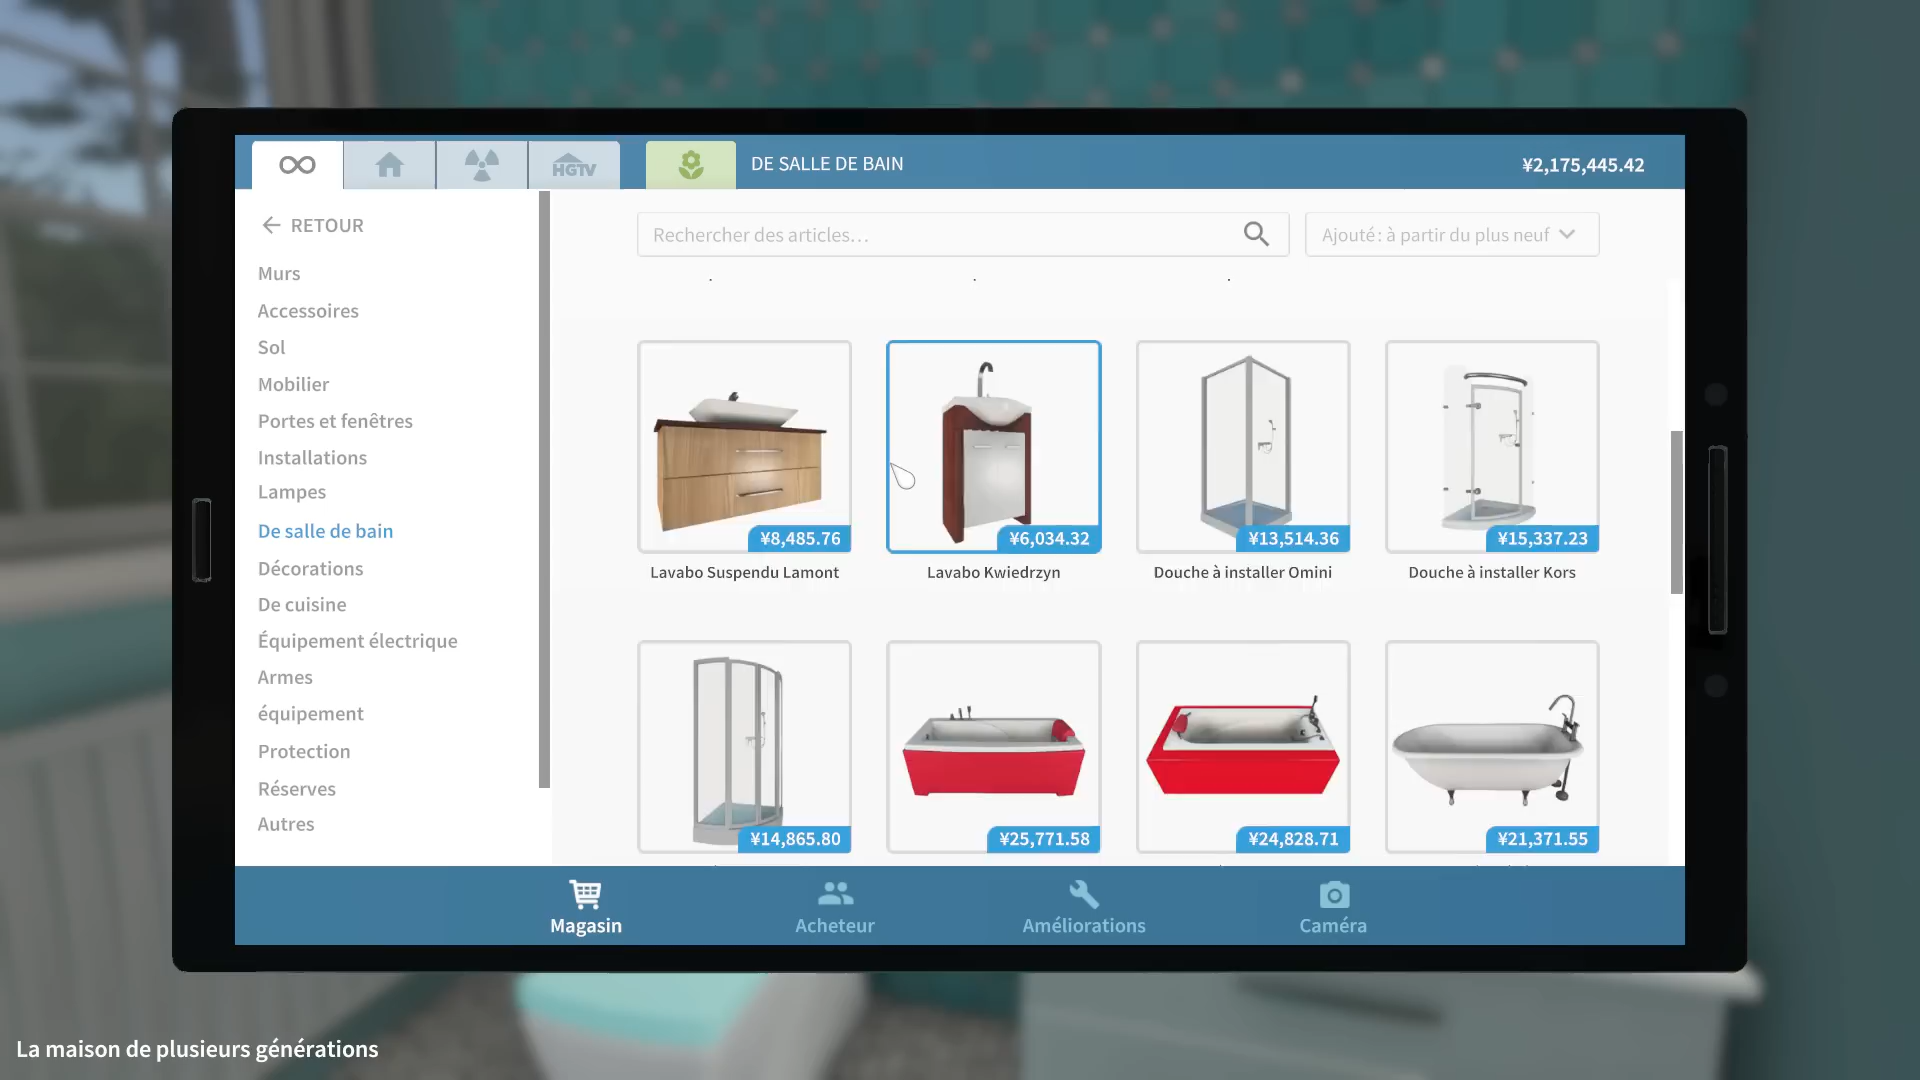 HGTV
DE SALLE DE BAIN
¥2,175,445.42
RETOUR
Rechercher des articles...
Ajouté : à partir du plus neuf
Murs
Accessoires
Sol
Mobilier
Portes et fenêtres
Installations
Lampes
De salle de bain
Décorations
De cuisine
Équipement électrique
Armes
équipement
Protection
Réserves
Autres
¥8,485.76
¥6,034.32
¥13,514.36
¥15,337.23
Lavabo Suspendu Lamont
Lavabo Kwiedrzyn
Douche à installer Omini
Douche à installer Kors
¥14,865.80
¥25,771.58
¥24,828.71
¥21,371.55
Magasin
Acheteur
Améliorations
Caméra
La maison de plusieurs générations